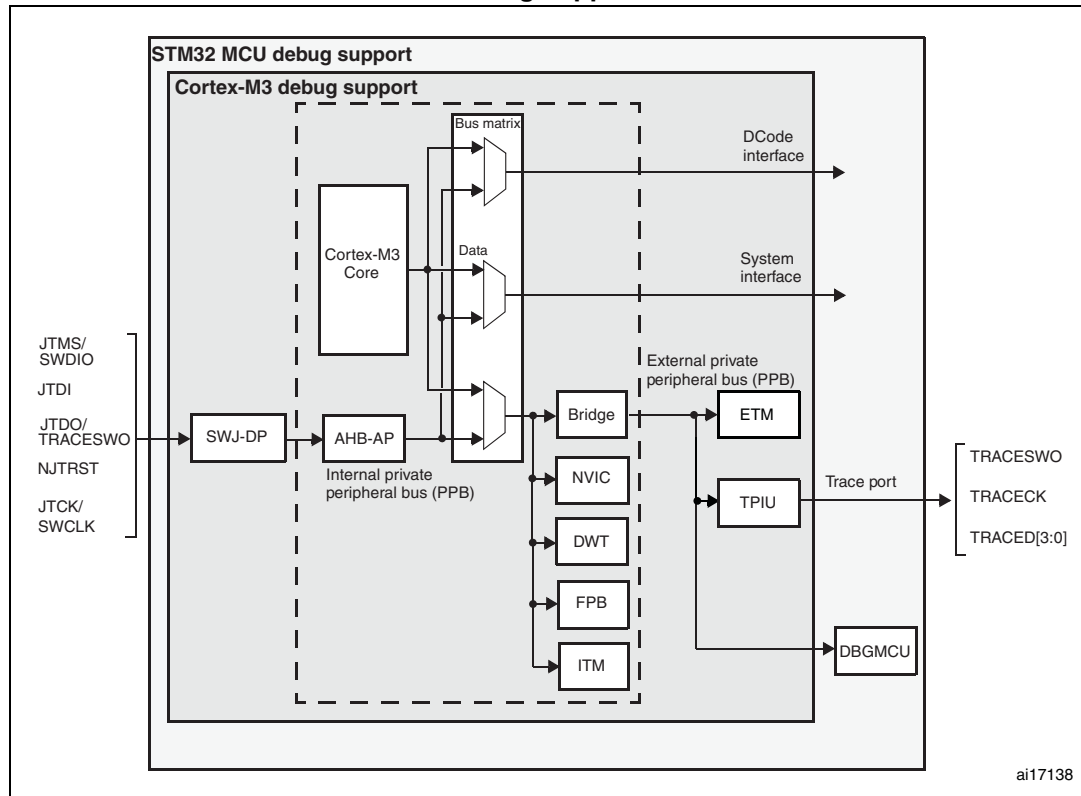 STM32 MCU debug support
Cortex-M3 debug support
Bus matrix
DCode
interface
Cortex-M3
Core
Data
System
interface
JTMS/
SWDIO
JTDI
JTDO/
TRACESWO
NJTRST
JTCK/
SWCLK
SWJ-DP
AHB-AP
Internal private
peripheral bus (PPB)
External private
peripheral bus (PPB)
Bridge
NVIC
DWT
FPB
ITM
ETM
TPIU
Trace port
TRACESWO
TRACECK
TRACED[3:0]
DBGMCU
ai17138